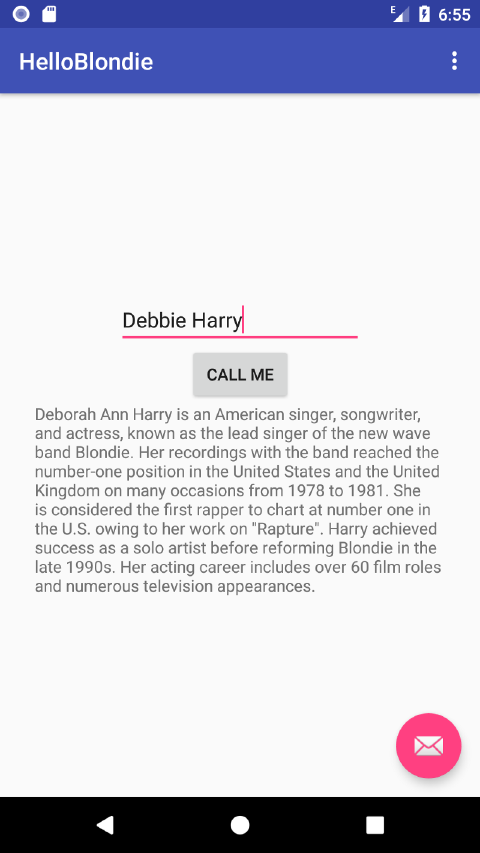 E 6:55
HelloBlondie
Debbie Harry
CALL ME
Deborah Ann Harry is an American singer, songwriter,
and actress, known as the lead singer of the new wave
band Blondie. Her recordings with the band reached the
number-one position in the United States and the United
Kingdom on many occasions from 1978 to 1981. She
is considered the first rapper to chart at number one in
the U.S. owing to her work on "Rapture". Harry achieved
success as a solo artist before reforming Blondie in the
late 1990s. Her acting career includes over 60 film roles
and numerous television appearances.